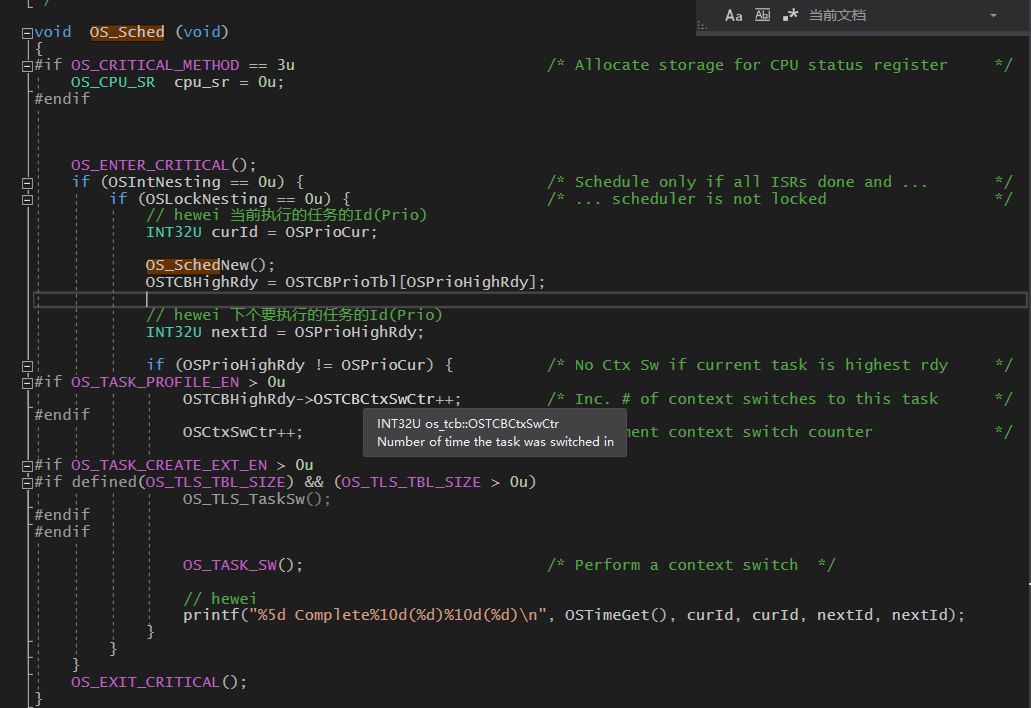 /
Aa Abl .* 当前文档
void OS_Sched (void)
{
#if OS_CRITICAL_METHOD == 3u /* Allocate storage for CPU status register */
OS_CPU_SR cpu_sr = 0u;
#endif
OS_ENTER_CRITICAL();
if (OSIntNesting == 0u) { /* Schedule only if all ISRs done and ... */
if (OSLockNesting == 0u) { /* ... scheduler is not locked */
// hewei 当前执行的任务的Id(Prio)
INT32U curId = OSPrioCur;
OS_SchedNew();
OSTCBHighRdy = OSTCBPrioTbl[OSPrioHighRdy];
// hewei 下个要执行的任务的Id(Prio)
INT32U nextId = OSPrioHighRdy;
if (OSPrioHighRdy != OSPrioCur) { /* No Ctx Sw if current task is highest rdy */
#if OS_TASK_PROFILE_EN > 0u
OSTCBHighRdy->OSTCBCtxSwCtr++; /* Inc. # of context switches to this task */
#endif
INT32U os_tcb::OSTCBCtxSwCtr
Number of time the task was switched in
OSCtxSwCtr++; ment context switch counter */
#if OS_TASK_CREATE_EXT_EN > 0u
#if defined(OS_TLS_TBL_SIZE) && (OS_TLS_TBL_SIZE > 0u)
OS_TLS_TaskSw();
#endif
#endif
OS_TASK_SW(); /* Perform a context switch */
// hewei
printf("%5d Complete%10d(%d)%10d(%d)\n", OSTimeGet(), curId, curId, nextId, nextId);
}
}
}
OS_EXIT_CRITICAL();
}